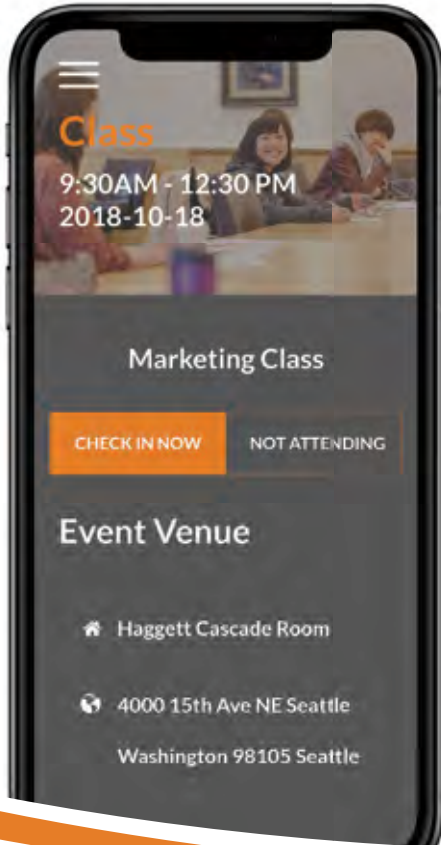 Class
9:30AM - 12:30 PM
2018-10-18
Marketing Class
CHECK IN NOW NOT ATTENDING
Event Venue
Haggett Cascade Room
4000 15th Ave NE Seattle
Washington 98105 Seattle